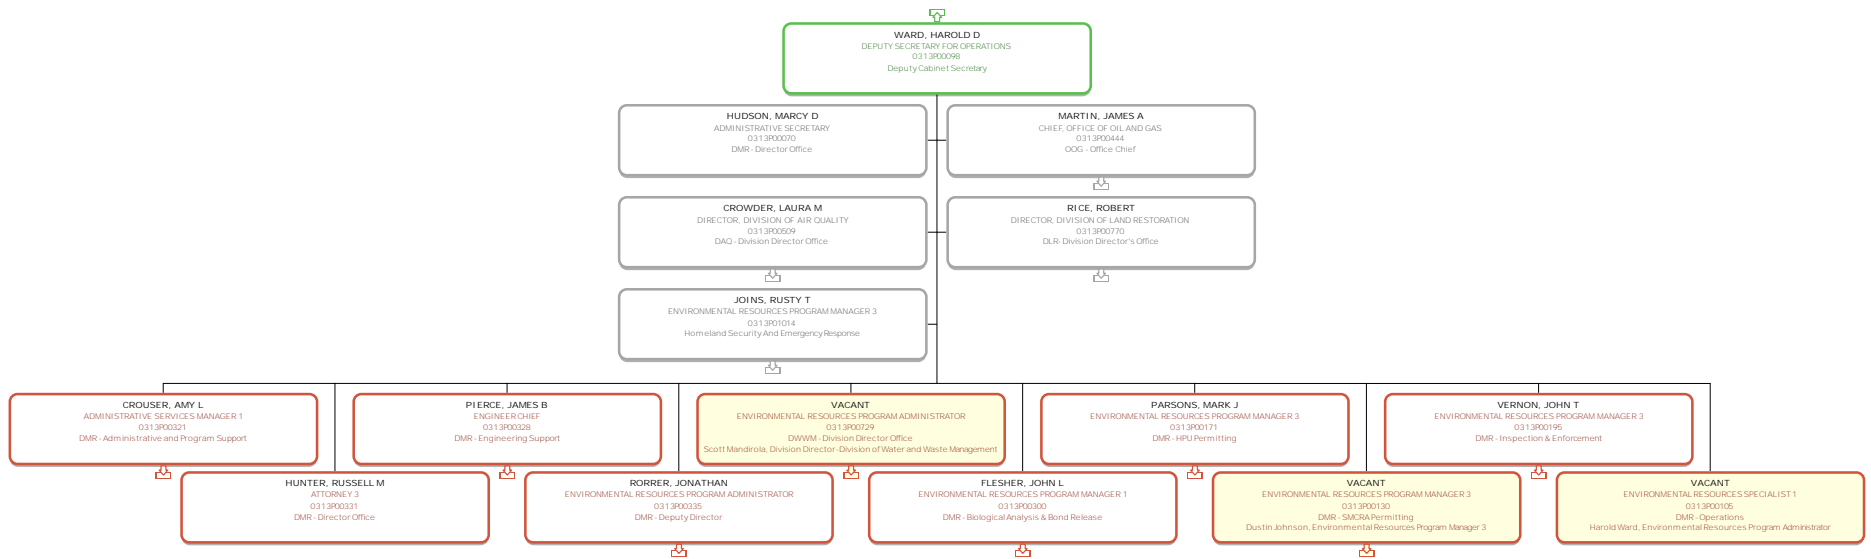 WARD, HAROLD D
DEPUTY SECRETARY FOR OPERATIONS
0313P00098
Deputy Cabinet Secretary
HUDSON, MARCY D
ADMINISTRATIVE SECRETARY
0313P00070
DMR - Director Office
MARTIN, JAMES A
CHIEF, OFFICE OF OIL AND GAS
0313P00444
OOG - Office Chief
CROWDER, LAURA M
DIRECTOR, DIVISION OF AIR QUALITY
0313P00509
DAQ - Division Director Office
RICE, ROBERT
DIRECTOR, DIVISION OF LAND RESTORATION
0313P00770
DLR- Division Director's Office
JOINS, RUSTY T
ENVIRONMENTAL RESOURCES PROGRAM MANAGER 3
0313P01014
Homeland Security And Emergency Response
CROUSER, AMY L
ADMINISTRATIVE SERVICES MANAGER 1
0313P00321
DMR - Administrative and Program Support
PIERCE, JAMES B
ENGINEER CHIEF
0313P00328
DMR - Engineering Support
VACANT
ENVIRONMENTAL RESOURCES PROGRAM ADMINISTRATOR
0313P00729
DWWM - Division Director Office
Scott Mandirola, Division Director-Division of Water and Waste Management
PARSONS, MARK J
ENVIRONMENTAL RESOURCES PROGRAM MANAGER 3
0313P00171
DMR - HPU Permitting
VERNON, JOHN T
ENVIRONMENTAL RESOURCES PROGRAM MANAGER 3
0313P00195
DMR - Inspection & Enforcement
HUNTER, RUSSELL M
ATTORNEY 3
0313P00331
DMR - Director Office
RORRER, JONATHAN
ENVIRONMENTAL RESOURCES PROGRAM ADMINISTRATOR
0313P00335
DMR - Deputy Director
FLESHER, JOHN L
ENVIRONMENTAL RESOURCES PROGRAM MANAGER 1
0313P00300
DMR - Biological Analysis & Bond Release
VACANT
ENVIRONMENTAL RESOURCES PROGRAM MANAGER 3
0313P00130
DMR - SMCRA Permitting
Dustin Johnson, Environmental Resources Program Manager 3
VACANT
ENVIRONMENTAL RESOURCES SPECIALIST 1
0313P00105
DMR - Operations
Harold Ward, Environmental Resources Program Administrator